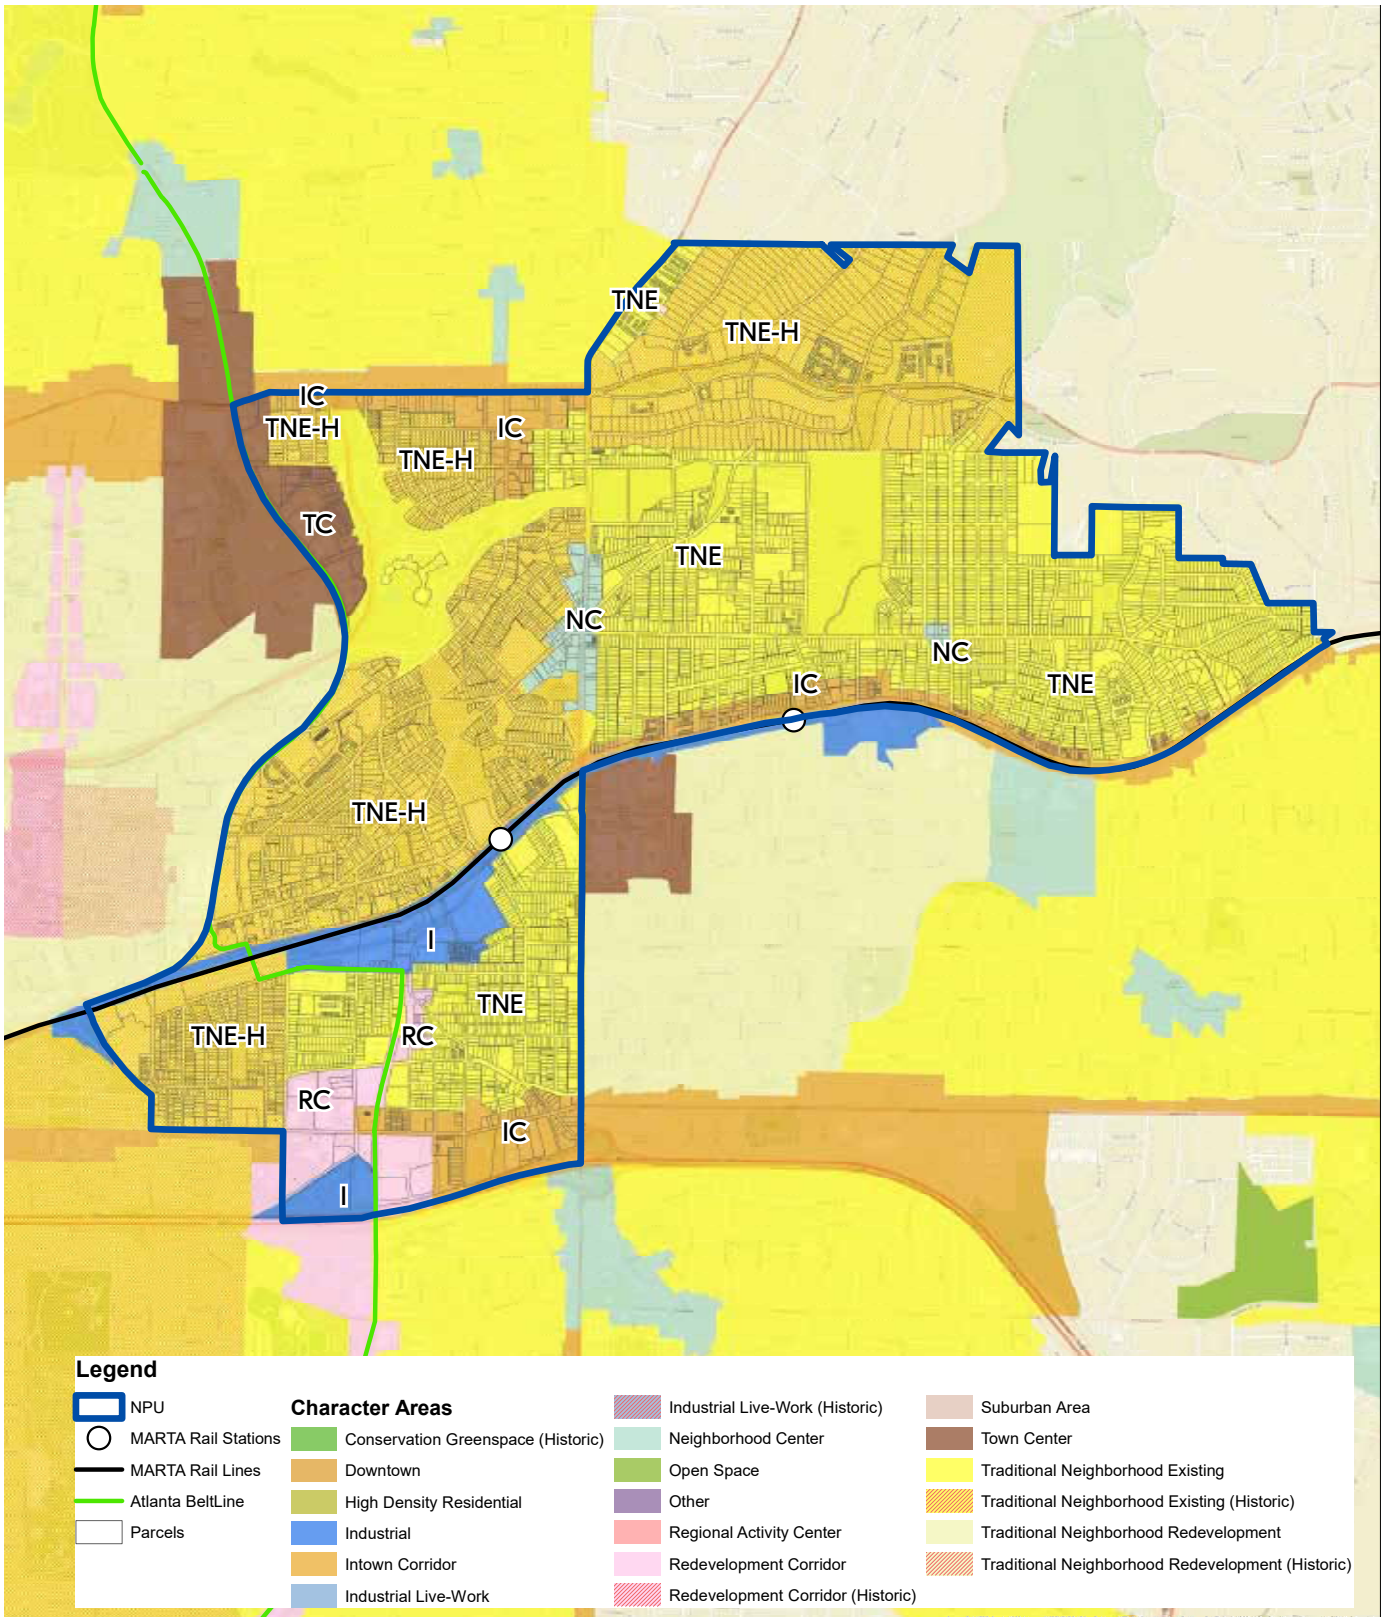 TNE
TNE-H
IC
TNE-H
IC
TNE-H
TC
TNE
NC
NC
IC
TNE
TNE-H
I
TNE
TNE-H
RC
RC
IC
I
Legend
NPU
MARTA Rail Stations
MARTA Rail Lines
Atlanta BeltLine
Parcels
Character Areas
Conservation Greenspace (Historic)
Downtown
High Density Residential
Industrial
Intown Corridor
Industrial Live-Work
Industrial Live-Work (Historic)
Neighborhood Center
Open Space
Other
Regional Activity Center
Redevelopment Corridor
Redevelopment Corridor (Historic)
Suburban Area
Town Center
Traditional Neighborhood Existing
Traditional Neighborhood Existing (Historic)
Traditional Neighborhood Redevelopment
Traditional Neighborhood Redevelopment (Historic)